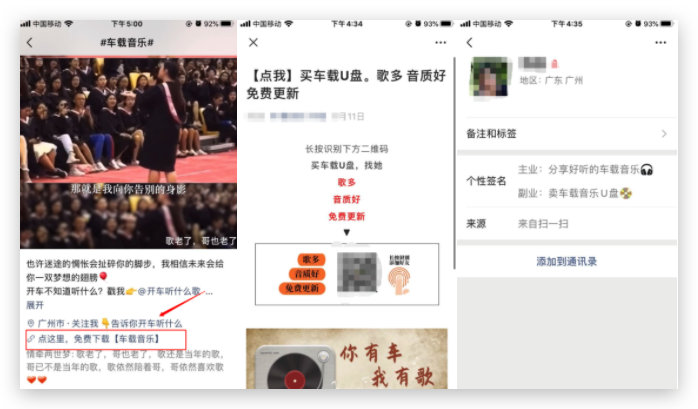 中国移动 下午5:00 92%
#车载音乐#
那就是我向你告别的身影
歌老了，哥也老了
也许迷途的惆怅会扯碎你的脚步，我相信未来会给
你一双梦想的翅膀🎈
开车不知道听什么？戳我👉@开车听什么歌 ...
展开
广州市·关注我👇告诉你开车听什么
点这里，免费下载【车载音乐】
情牵两世梦: 歌老了，哥也老了，歌还是当年的歌，
哥已不是当年的歌，歌依然陪着哥，哥依然喜欢歌
❤❤
中国移动 下午4:34 93%
【点我】买车载U盘。歌多 音质好
免费更新
月11日
长按识别下方二维码
买车载U盘，找她
歌多
音质好
免费更新
▼
歌多
音质好
免费更新
长按识别
添加好友
你有车
我有歌
中国移动 下午4:35 93%
地区：广东 广州
备注和标签
个性签名
主业：分享好听的车载音乐🎧
副业：卖车载音乐U盘
来源 来自扫一扫
添加到通讯录